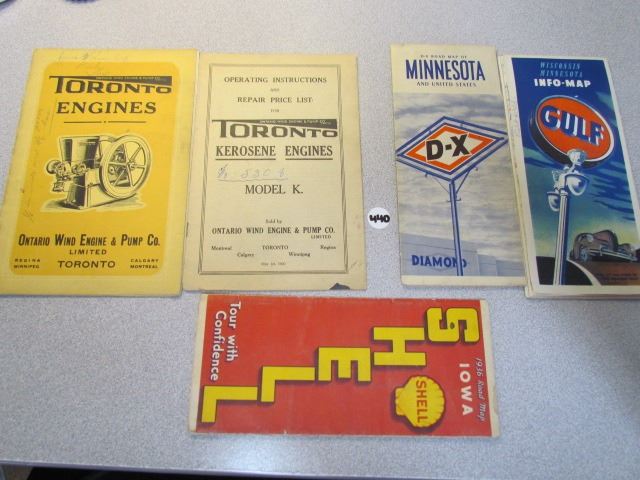 TORONTO
ENGINES
ONTARIO WIND ENGINE & PUMP CO.
LIMITED
REGINA
WINNIPEG
TORONTO
CALGARY
MONTREAL
OPERATING INSTRUCTIONS
AND
REPAIR PRICE LIST
FOR
ONTARIO WIND ENGINE & PUMP CO.
TORONTO
KEROSENE ENGINES
MODEL K.
Sold by
ONTARIO WIND ENGINE & PUMP CO.
LIMITED
Montreal TORONTO Regina
Calgary Winnipeg
440
D-X ROAD MAP OF
MINNESOTA
AND UNITED STATES
D-X
DIAMOND
WISCONSIN
MINNESOTA
INFO-MAP
GULF
SHELL
Tour with
Confidence
SHELL
1936 Road Map
IOWA